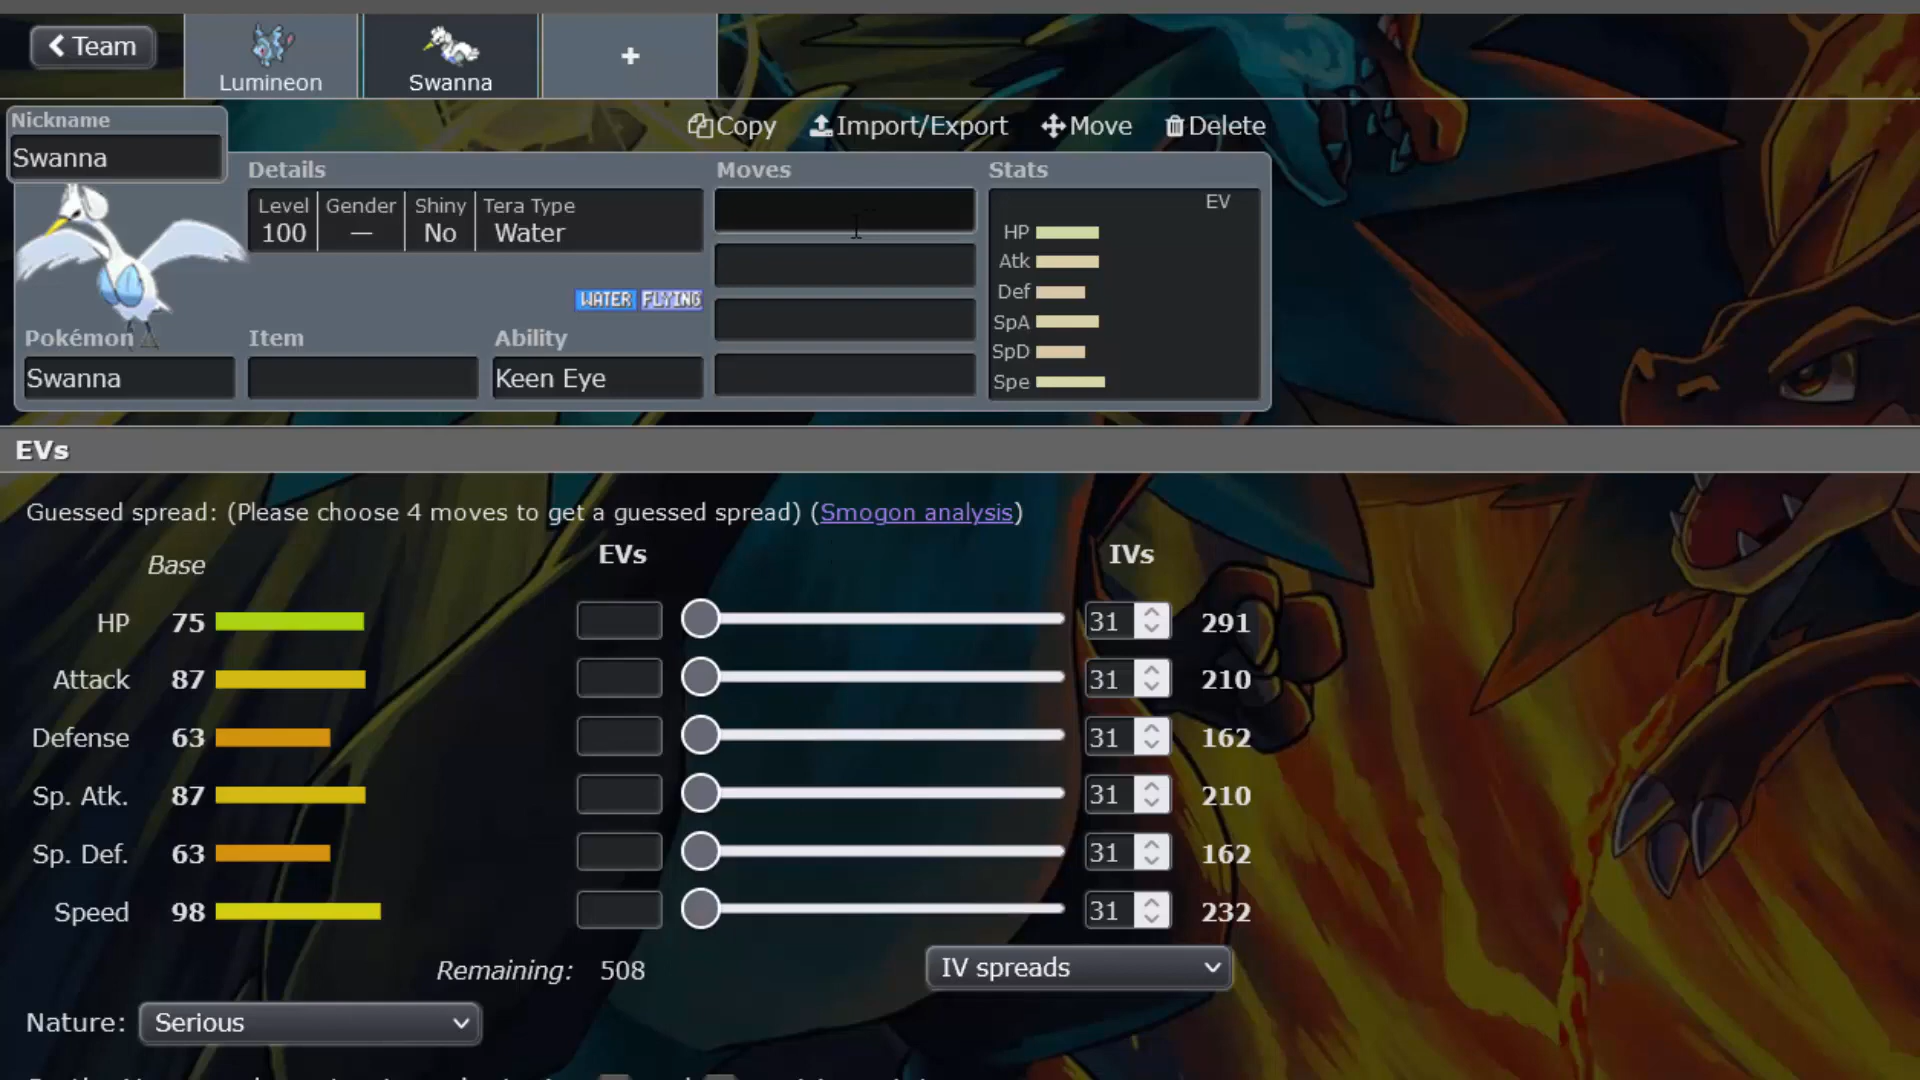 Team
Lumineon
Swanna
+
Nickname
Swanna
Copy
Import/Export
Move
Delete
Details
Moves
Stats
Level
100
Gender
—
Shiny
No
Tera Type
Water
EV
HP
Atk
Def
SpA
SpD
Spe
WATER FLYING
Pokémon
Swanna
Item
Ability
Keen Eye
EVs
Guessed spread: (Please choose 4 moves to get a guessed spread) (Smogon analysis)
Base EVs IVs
HP 75 31 291
Attack 87 31 210
Defense 63 31 162
Sp. Atk. 87 31 210
Sp. Def. 63 31 162
Speed 98 31 232
Remaining: 508
IV spreads
Nature: Serious